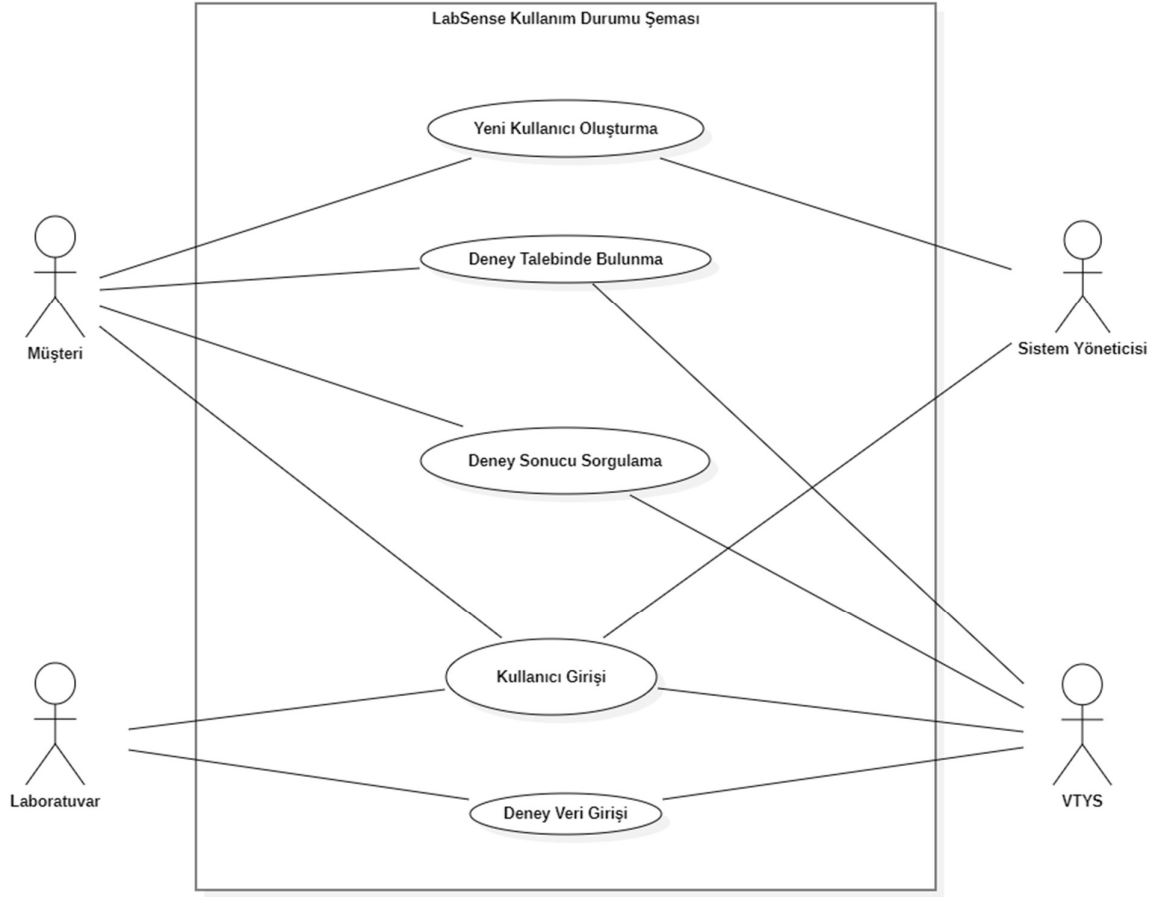 LabSense Kullanım Durumu Şeması
Yeni Kullanıcı Oluşturma
Deney Talebinde Bulunma
Müşteri
Sistem Yöneticisi
Deney Sonucu Sorgulama
Kullanıcı Girişi
Laboratuvar
VTYS
Deney Veri Girişi